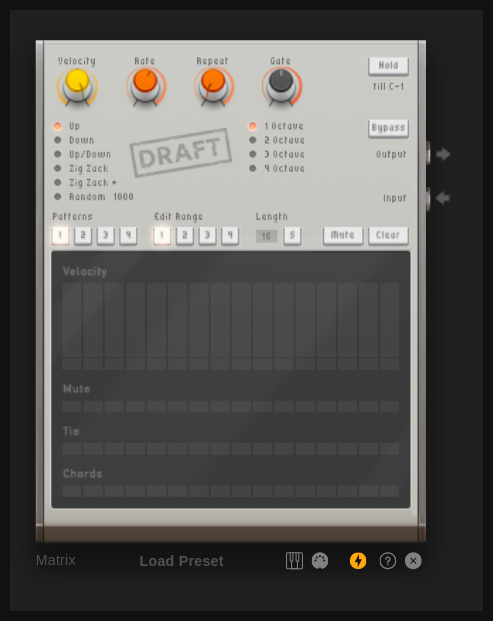 Velocity Rate Repeat Gate Hold
till C-1
Up 1 Octave Bypass
Down 2 Octave
Up/Down 3 Octave Output
Zig Zack 4 Octave
Zig Zack +
Random 1000 Input
DRAFT
Patterns Edit Range Length
1 2 3 4 1 2 3 4 16 S Mute Clear
Velocity
Mute
Tie
Chords
Matrix Load Preset ?